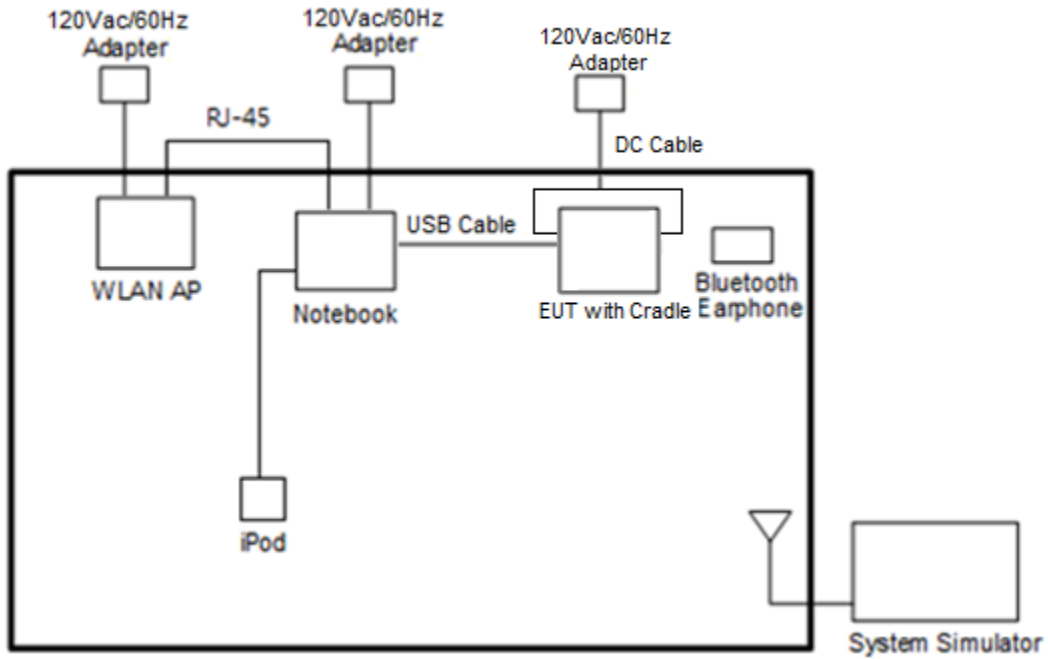 120Vac/60Hz
Adapter
120Vac/60Hz
Adapter
120Vac/60Hz
Adapter
RJ-45
DC Cable
USB Cable
WLAN AP
Notebook
EUT with Cradle
Bluetooth
Earphone
iPod
System Simulator